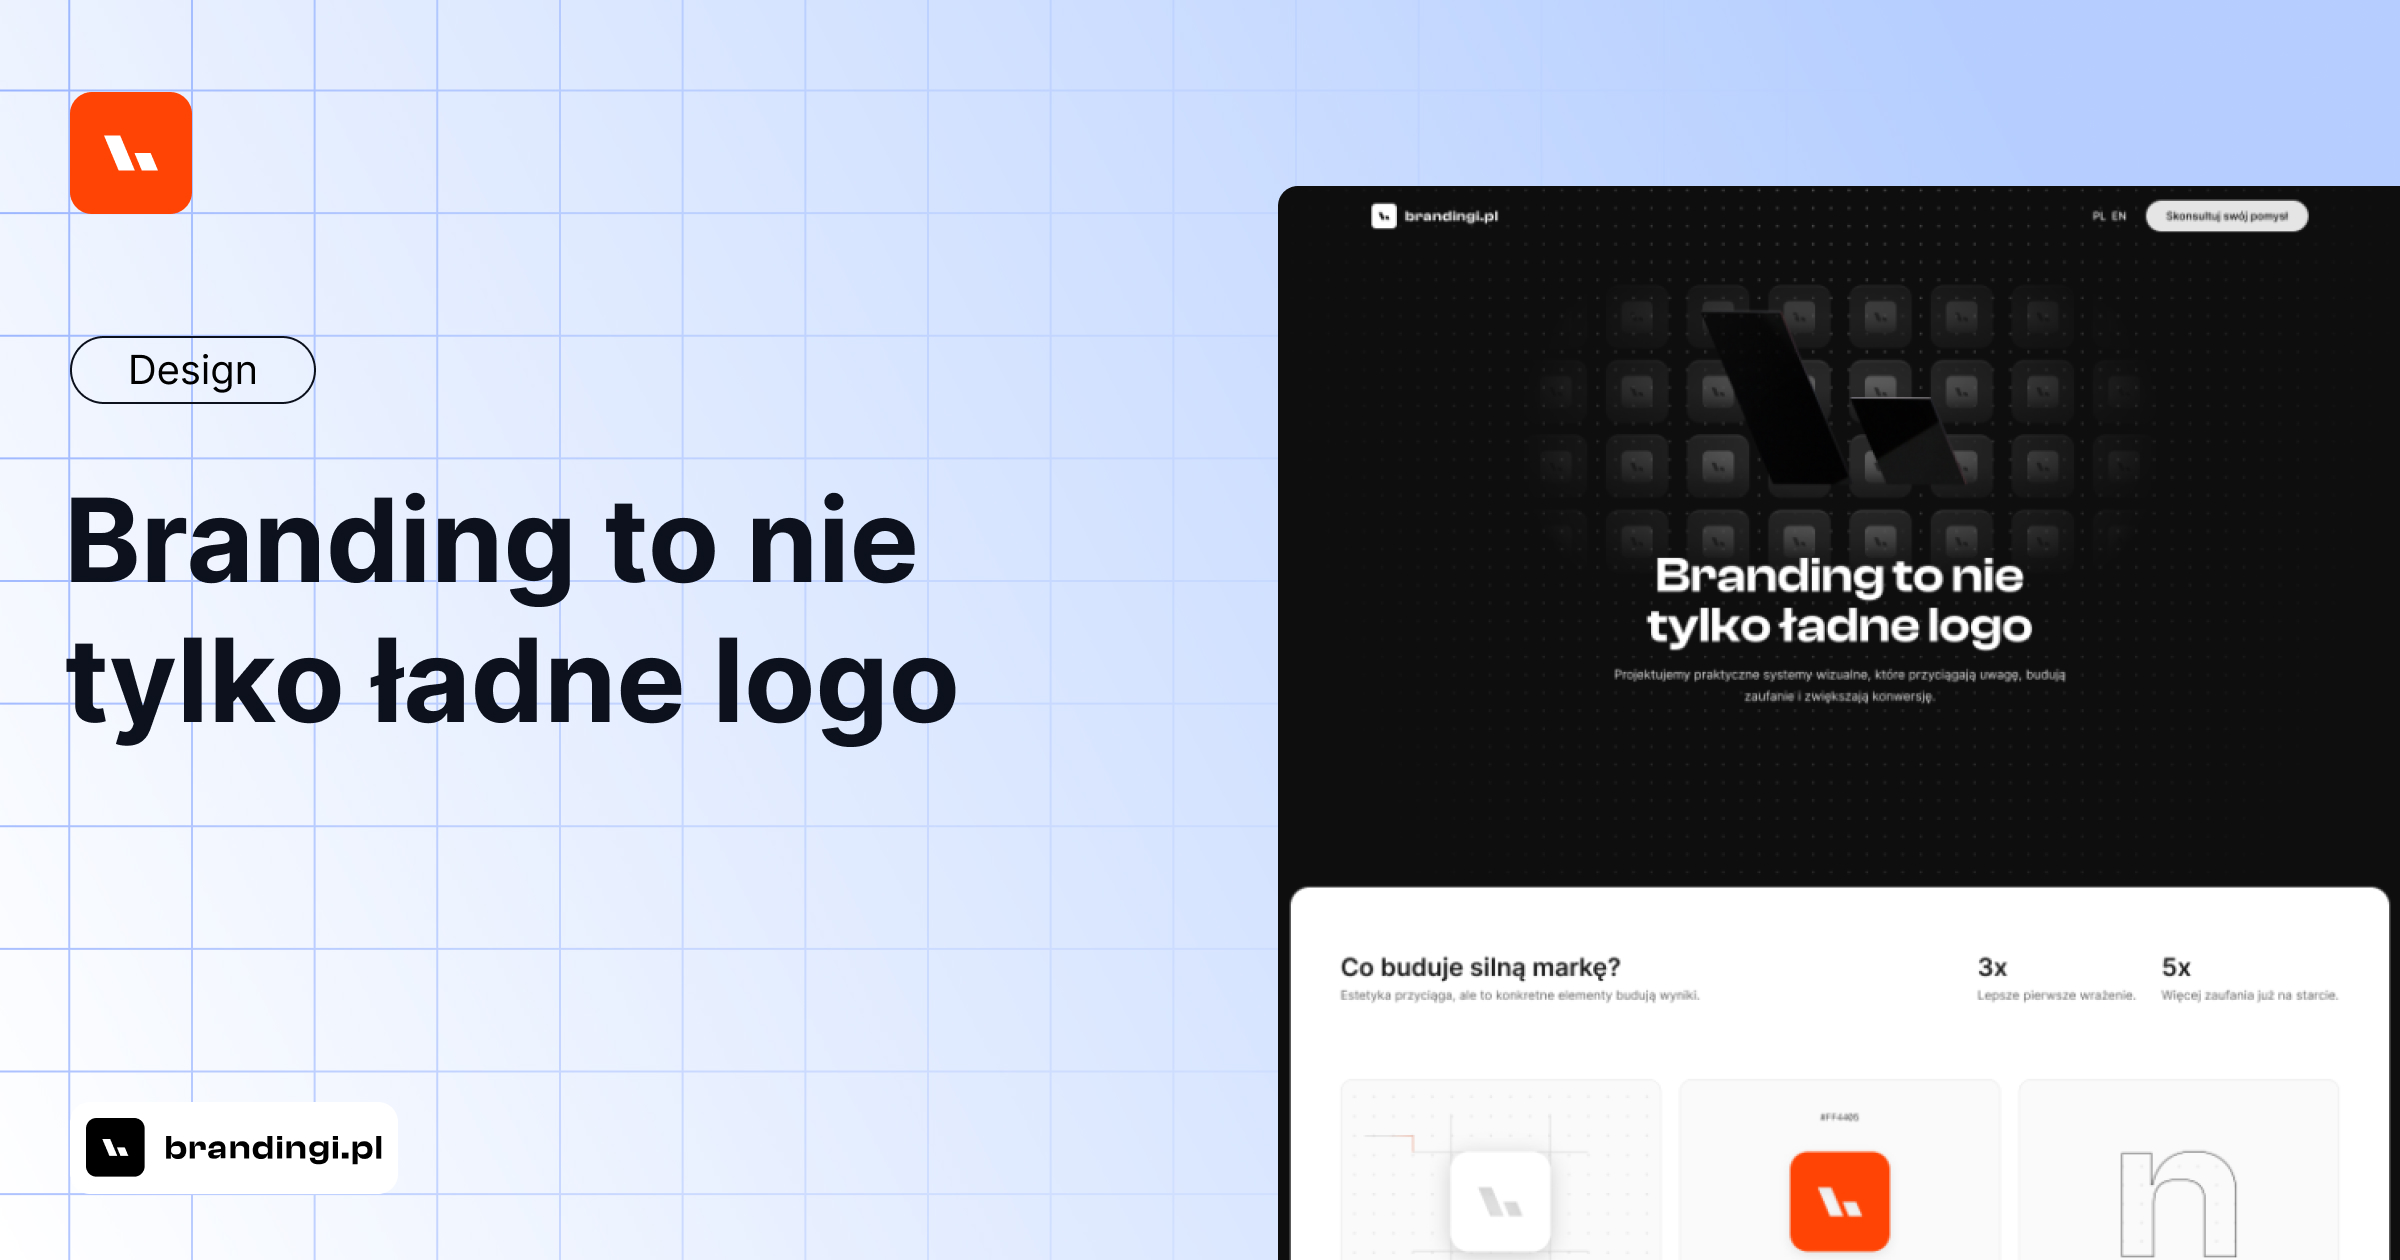 Design
Branding to nie
tylko ładne logo
brandingi.pl
brandingi.pl
PL EN
Skonsultuj swój pomysł
Branding to nie
tylko ładne logo
Projektujemy praktyczne systemy wizualne, które przyciągają uwagę, budują
zaufanie i zwiększają konwersję.
Co buduje silną markę?
Estetyka przyciąga, ale to konkretne elementy budują wyniki.
3x
Lepsze pierwsze wrażenie.
5x
Więcej zaufania już na starcie.
#FF4405
n